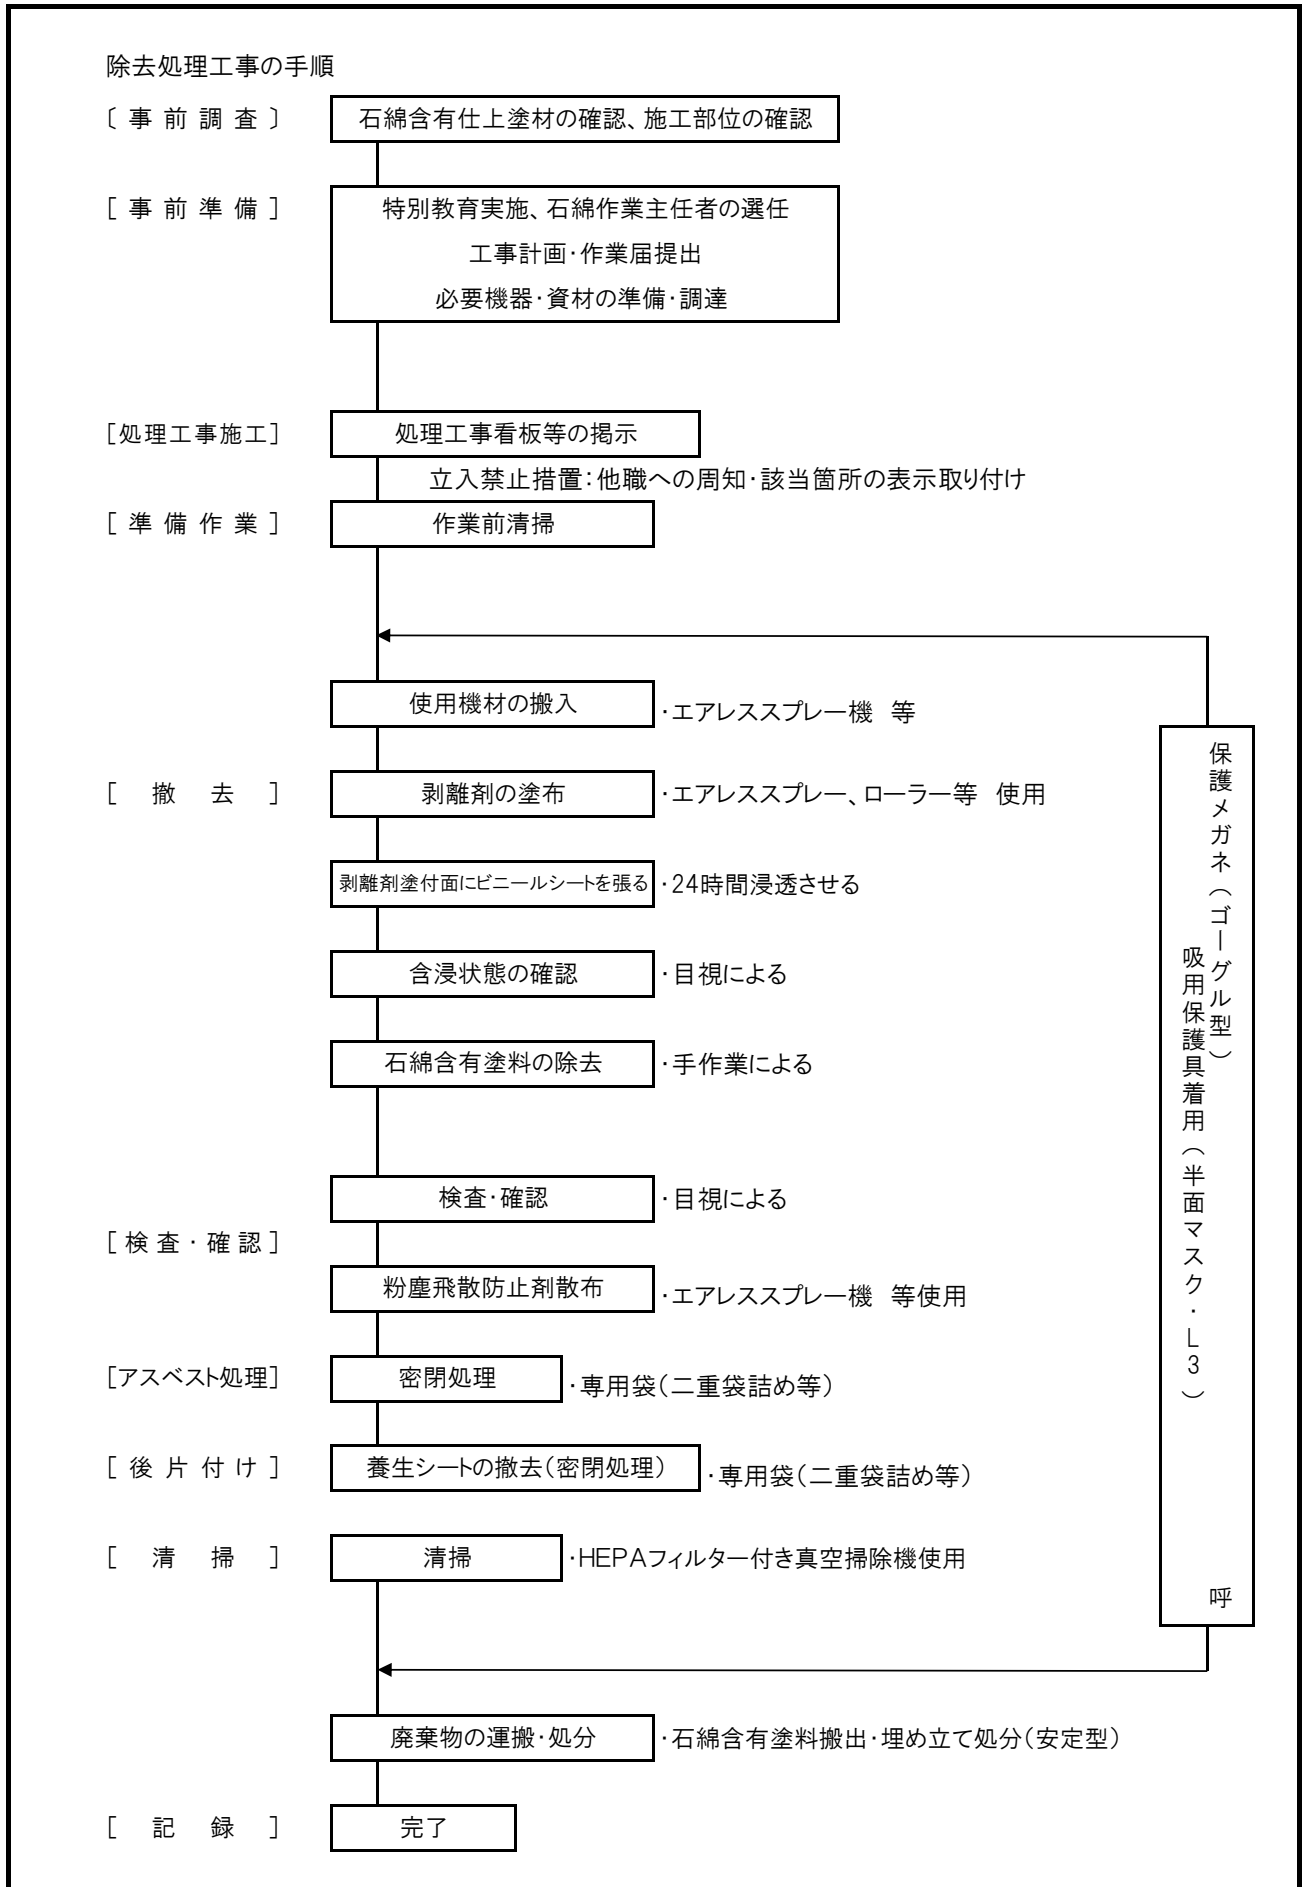 除去処理工事の手順
〔 事 前 調 査 〕
石綿含有仕上塗材の確認、施工部位の確認
[ 事 前 準 備 ]
特別教育実施、石綿作業主任者の選任
工事計画・作業届提出
必要機器・資材の準備・調達
[処理工事施工]
処理工事看板等の掲示
立入禁止措置：他職への周知・該当箇所の表示取り付け
[ 準 備 作 業 ]
作業前清掃
使用機材の搬入
・エアレススプレー機 等
[ 撤 去 ]
剥離剤の塗布
・エアレススプレー、ローラー等 使用
剥離剤塗付面にビニールシートを張る
・24時間浸透させる
含浸状態の確認
・目視による
石綿含有塗料の除去
・手作業による
検査・確認
・目視による
[ 検 査 ・ 確 認 ]
粉塵飛散防止剤散布
・エアレススプレー機 等使用
[アスベスト処理]
密閉処理
・専用袋（二重袋詰め等）
[ 後 片 付 け ]
養生シートの撤去（密閉処理）
・専用袋（二重袋詰め等）
[ 清 掃 ]
清掃
・HEPAフィルター付き真空掃除機使用
廃棄物の運搬・処分
・石綿含有塗料搬出・埋め立て処分（安定型）
[ 記 録 ]
完了
保護メガネ（ゴーグル型） 呼
吸用保護具着用（半面マスク・L3）